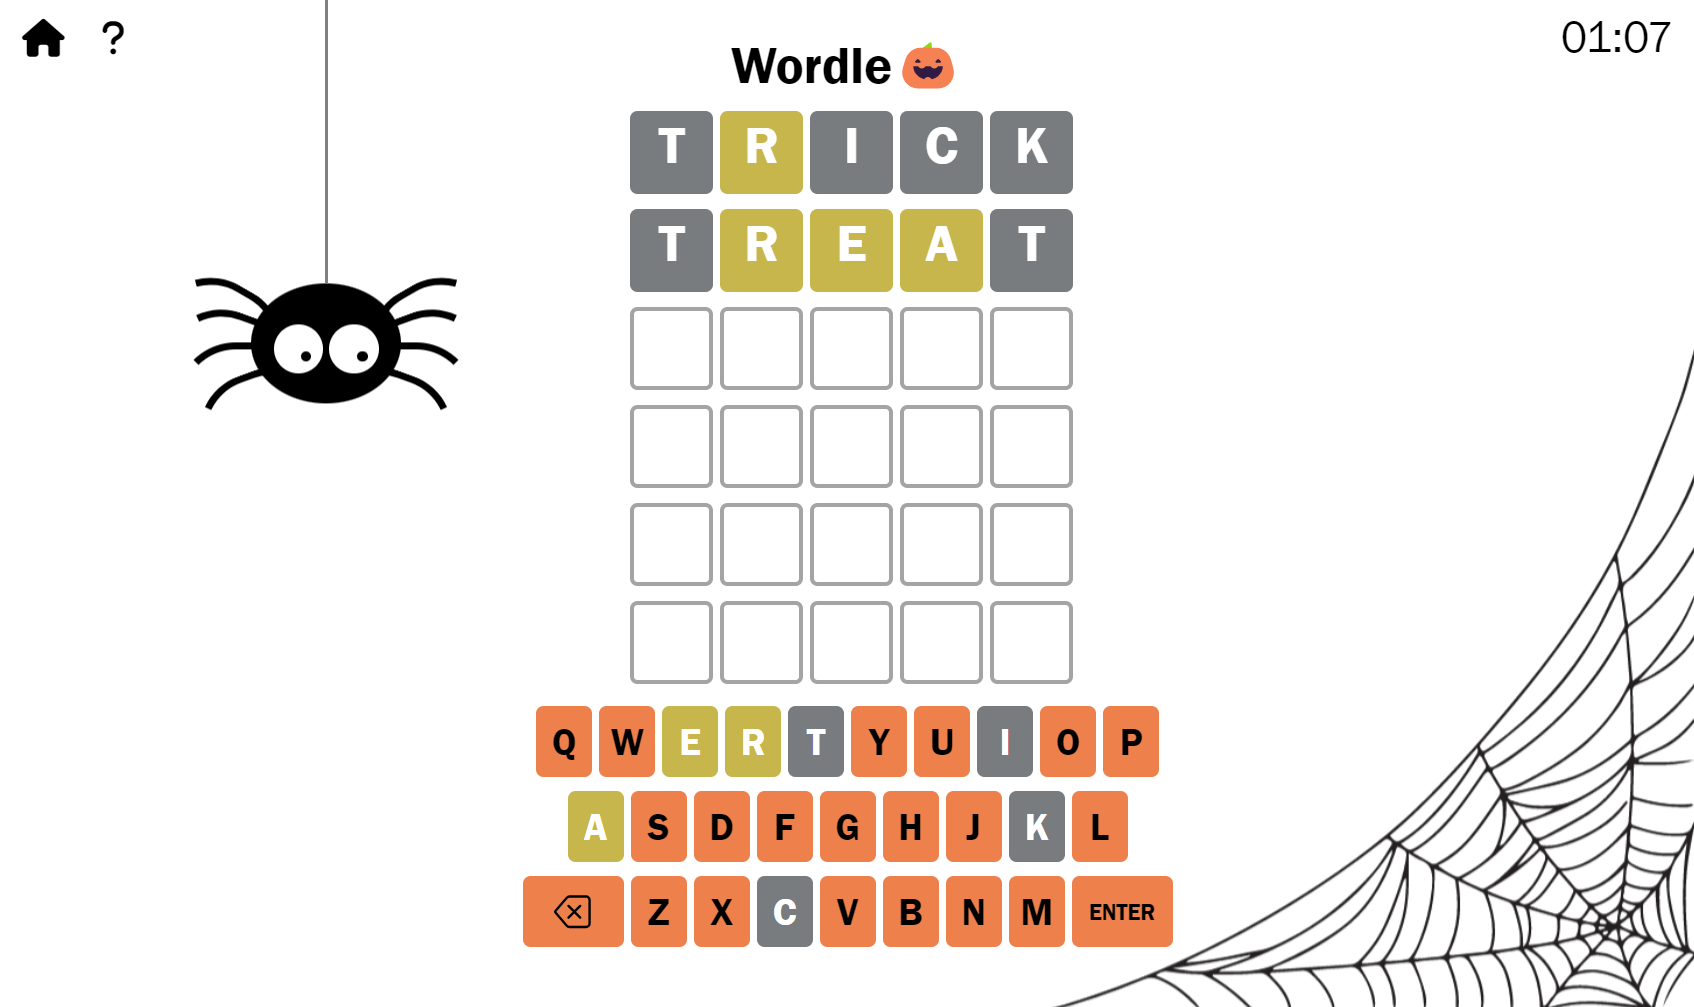 ?
01:07
Wordle
T R I C K
T R E A T
Q W E R T Y U I O P
A S D F G H J K L
Z X C V B N M ENTER